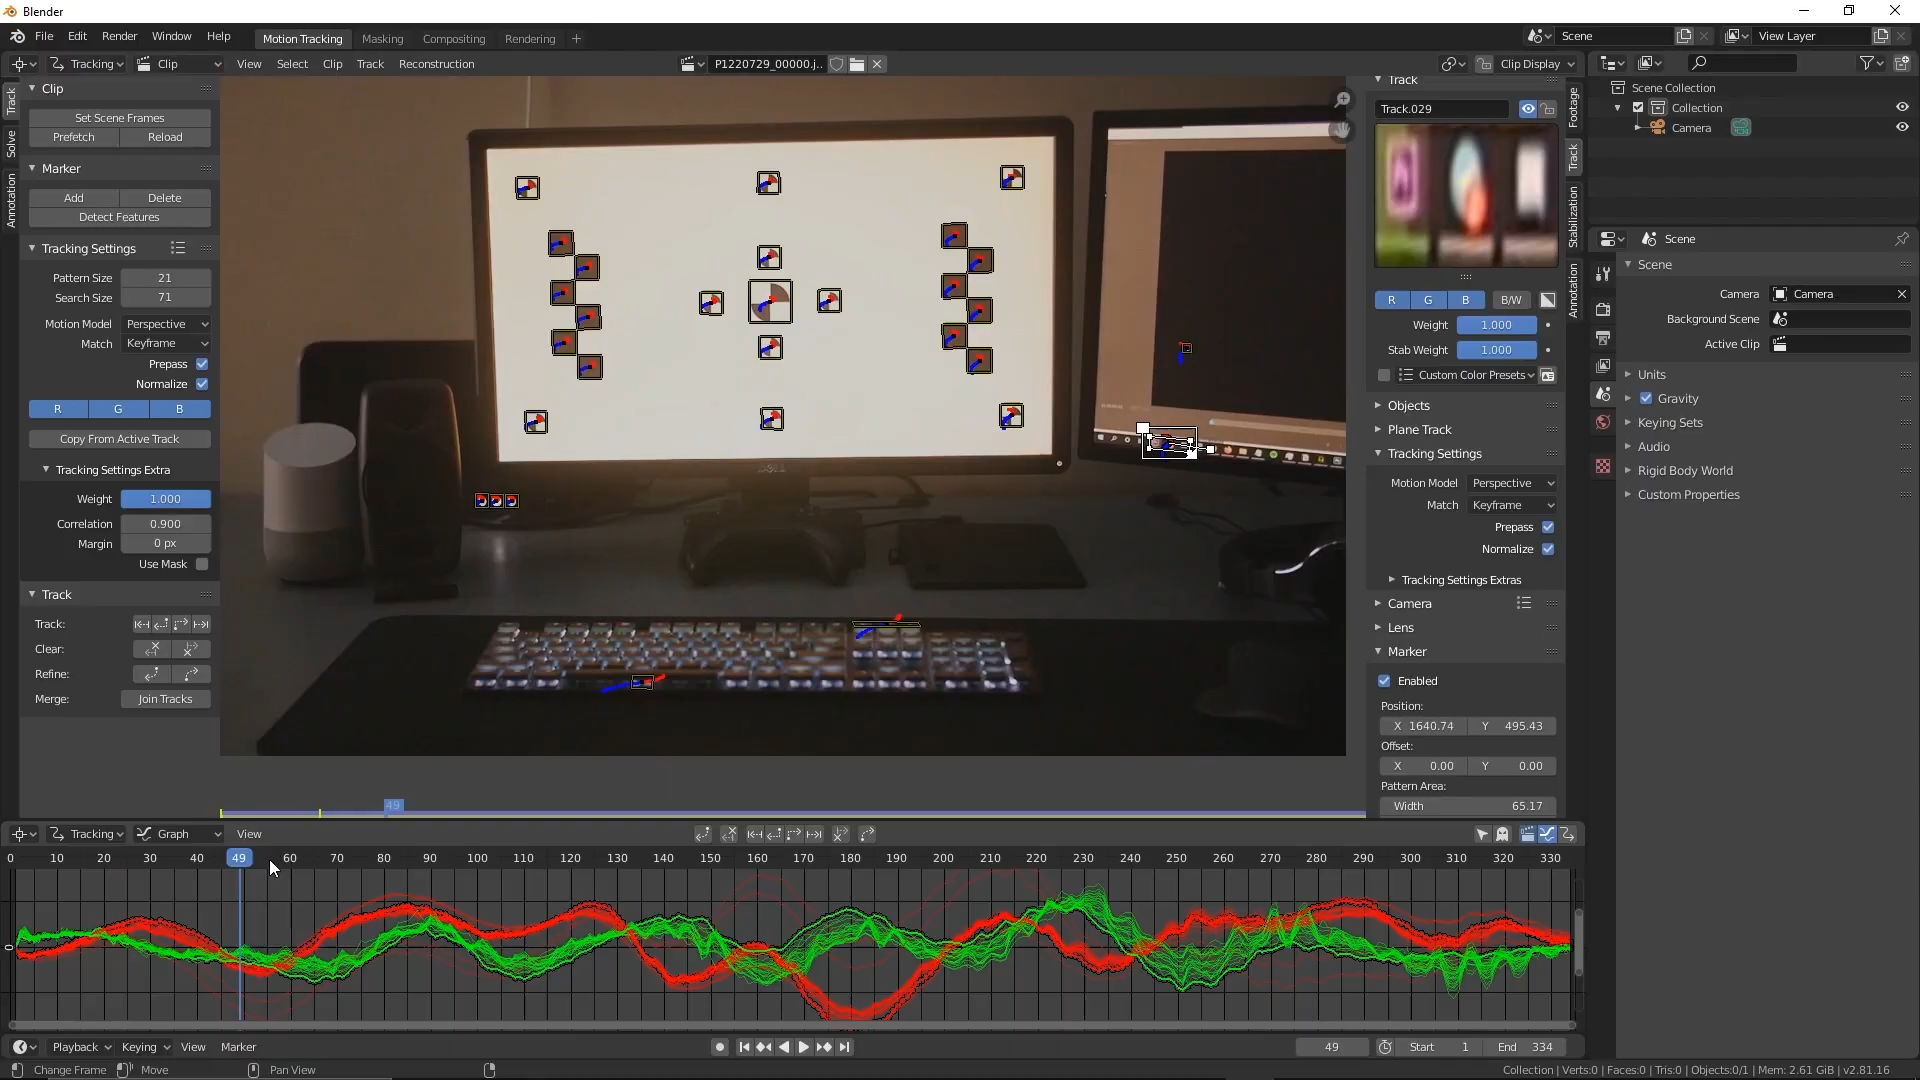 Blender
File Edit Render Window Help Motion Tracking Masking Compositing Rendering + Scene View Layer
Tracking Clip View Select Clip Track Reconstruction P1220729_00000.j.. Clip Display
Track
Solve
Annotation
Clip
Set Scene Frames
Prefetch Reload
Marker
Add Delete
Detect Features
Tracking Settings
Pattern Size 21
Search Size 71
Motion Model Perspective
Match Keyframe
Prepass
Normalize
R G B
Copy From Active Track
Tracking Settings Extra
Weight 1.000
Correlation 0.900
Margin 0 px
Use Mask
Track
Track:
Clear:
Refine:
Merge: Join Tracks
DELL
49
Track
Track.029
R G B B/W
Weight 1.000
Stab Weight 1.000
Custom Color Presets
Objects
Plane Track
Tracking Settings
Motion Model Perspective
Match Keyframe
Prepass
Normalize
Tracking Settings Extras
Camera
Lens
Marker
Enabled
Position:
X 1640.74 Y 495.43
Offset:
X 0.00 Y 0.00
Pattern Area:
Width 65.17
Footage
Track
Stabilization
Annotation
Scene Collection
Collection
Camera
Scene
Scene
Camera Camera
Background Scene
Active Clip
Units
Gravity
Keying Sets
Audio
Rigid Body World
Custom Properties
Tracking Graph View
0 10 20 30 40 49 60 70 80 90 100 110 120 130 140 150 160 170 180 190 200 210 220 230 240 250 260 270 280 290 300 310 320 330
0
Playback Keying View Marker 49 Start 1 End 334
Change Frame Move Pan View Collection | Verts:0 | Faces:0 | Tris:0 | Objects:0/1 | Mem: 2.61 GiB | v2.81.16